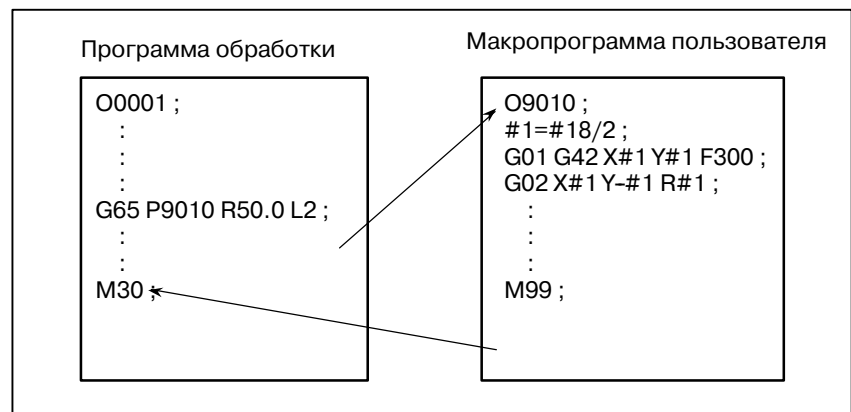 Программа обработки
O0001 ;
:
:
:
G65 P9010 R50.0 L2 ;
:
:
M30 ;
Макропрограмма пользователя
O9010 ;
#1=#18/2 ;
G01 G42 X#1 Y#1 F300 ;
G02 X#1 Y-#1 R#1 ;
:
:
:
M99 ;